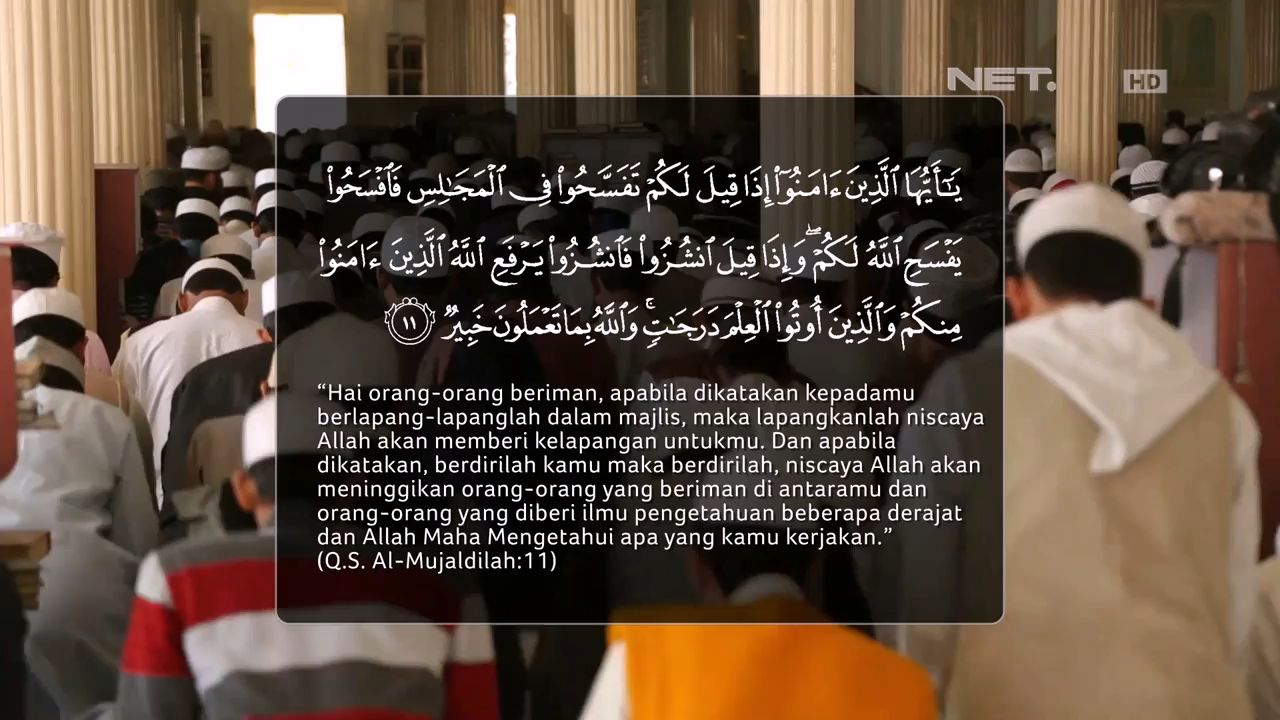 NET. HD
يَـٰٓأَيُّهَا ٱلَّذِينَ ءَامَنُوٓا۟ إِذَا قِيلَ لَكُمْ تَفَسَّحُوا۟ فِى ٱلْمَجَـٰلِسِ فَٱفْسَحُوا۟
يَفْسَحِ ٱللَّهُ لَكُمْ ۖ وَإِذَا قِيلَ ٱنشُزُوا۟ فَٱنشُزُوا۟ يَرْفَعِ ٱللَّهُ ٱلَّذِينَ ءَامَنُوا۟
مِنكُمْ وَٱلَّذِينَ أُوتُوا۟ ٱلْعِلْمَ دَرَجَـٰتٍ ۚ وَٱللَّهُ بِمَا تَعْمَلُونَ خَبِيرٌ ١١
“Hai orang-orang beriman, apabila dikatakan kepadamu
berlapang-lapanglah dalam majlis, maka lapangkanlah niscaya
Allah akan memberi kelapangan untukmu. Dan apabila
dikatakan, berdirilah kamu maka berdirilah, niscaya Allah akan
meninggikan orang-orang yang beriman di antaramu dan
orang-orang yang diberi ilmu pengetahuan beberapa derajat
dan Allah Maha Mengetahui apa yang kamu kerjakan.”
(Q.S. Al-Mujaldilah:11)